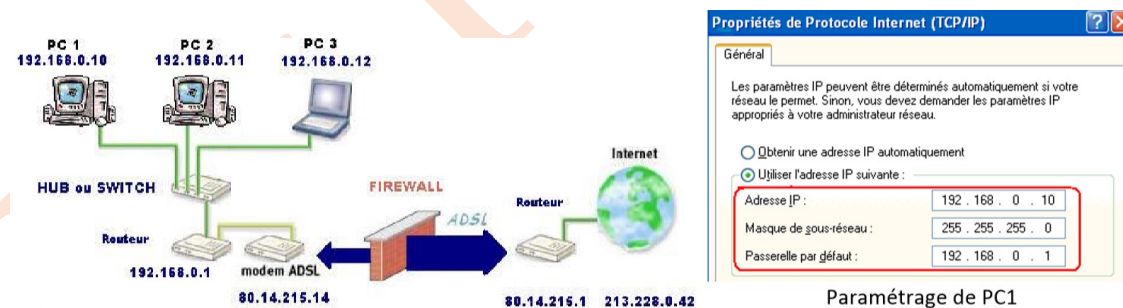 PC 1
192.168.0.10
PC 2
192.168.0.11
PC 3
192.168.0.12
HUB ou SWITCH
Routeur
192.168.0.1
modem ADSL
80.14.215.14
FIREWALL
ADSL
Routeur
Internet
80.14.215.1 213.228.0.42
Propriétés de Protocole Internet (TCP/IP)
Général
Les paramètres IP peuvent être déterminés automatiquement si votre
réseau le permet. Sinon, vous devez demander les paramètres IP
appropriés à votre administrateur réseau.
Obtenir une adresse IP automatiquement
Utiliser l'adresse IP suivante :
Adresse IP : 192 . 168 . 0 . 10
Masque de sous-réseau : 255 . 255 . 255 . 0
Passerelle par défaut : 192 . 168 . 0 . 1
Paramétrage de PC1